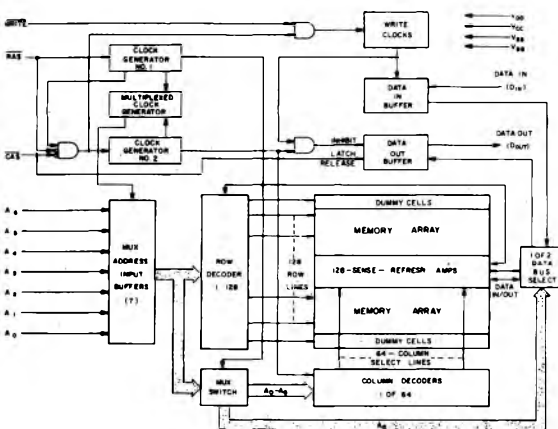 WRITE
WRITE CLOCKS
VDD
VCC
VSS
VBB
RAS
CLOCK GENERATOR NO. 1
MULTIPLEXED CLOCK GENERATOR
CLOCK GENERATOR NO. 2
CAS
DATA IN BUFFER
DATA IN (DIN)
INHIBIT
LATCH RELEASE
DATA OUT BUFFER
DATA OUT (DOUT)
MUX ADDRESS INPUT BUFFERS (7)
A1
A0
ROW DECODER 1 128
128 ROW LINES
DUMMY CELLS
MEMORY ARRAY
128-SENSE-REFRESH AMPS
MEMORY ARRAY
DUMMY CELLS
64-COLUMN SELECT LINES
DATA IN/OUT
1 OF 2 DATA BUS SELECT
MUX SWITCH
COLUMN DECODERS 1 OF 64